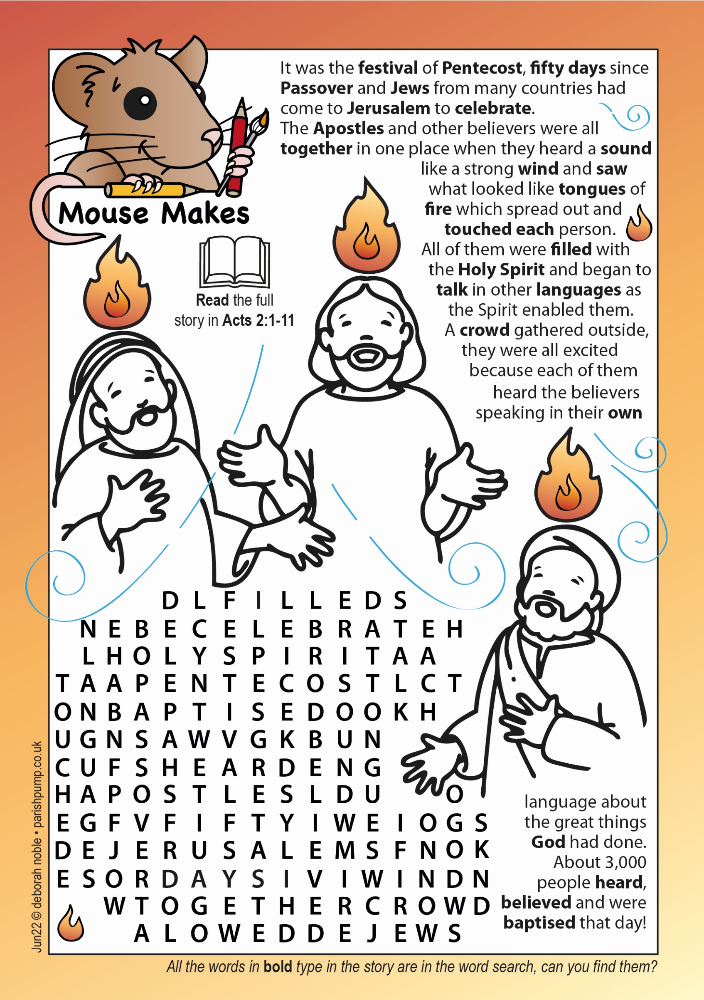 It was the festival of Pentecost, fifty days since
Passover and Jews from many countries had
come to Jerusalem to celebrate.
The Apostles and other believers were all
together in one place when they heard a sound
like a strong wind and saw
what looked like tongues of
fire which spread out and
touched each person.
All of them were filled with
the Holy Spirit and began to
talk in other languages as
the Spirit enabled them.
A crowd gathered outside,
they were all excited
because each of them
heard the believers
speaking in their own
Mouse Makes
Read the full
story in Acts 2:1-11
D L F I L L E D S
N E B E C E L E B R A T E H
L H O L Y S P I R I T A A
T A A P E N T E C O S T L C T
O N B A P T I S E D O O K H
U G N S A W V G K B U N
C U F S H E A R D E N G
H A P O S T L E S L D U O
E G F V F I F T Y I W E I O G S
D E J E R U S A L E M S F N O K
E S O R D A Y S I V I W I N D N
W T O G E T H E R C R O W D
A L O W E D D E J E W S
language about
the great things
God had done.
About 3,000
people heard,
believed and were
baptised that day!
Jun22 © deborah noble • parishpump.co.uk
All the words in bold type in the story are in the word search, can you find them?